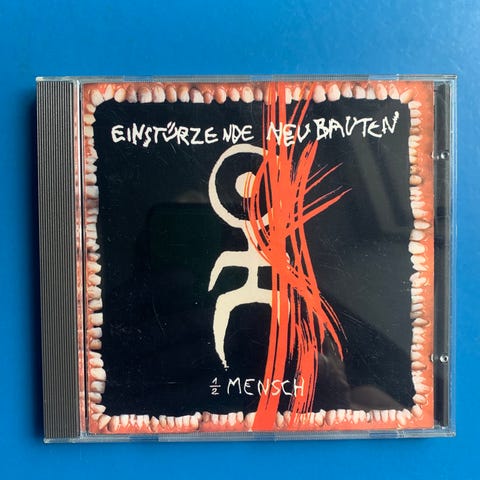 EINSTÜRZENDE NEUBAUTEN
½ MENSCH